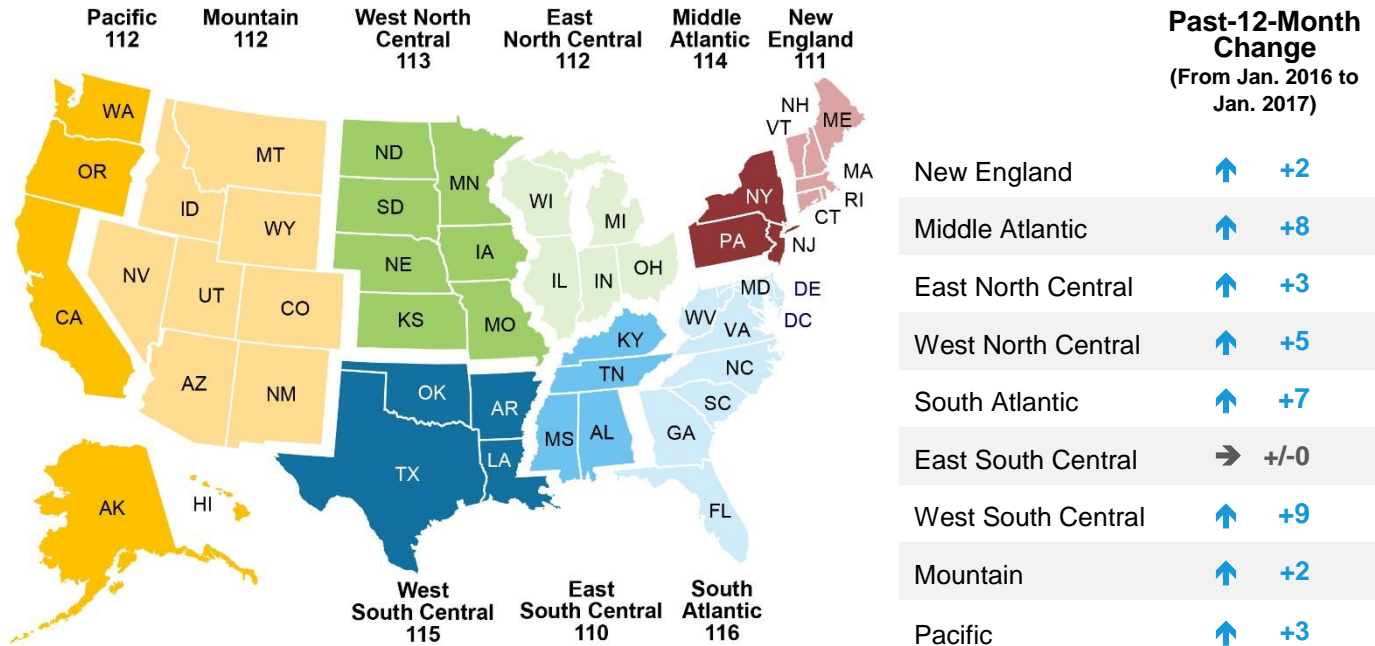 Pacific
112
Mountain
112
West North
Central
113
East
North Central
112
Middle
Atlantic
114
New
England
111
WA
OR
CA
AK
HI
MT
ID
WY
NV
UT
CO
AZ
NM
ND
SD
NE
KS
MN
IA
MO
WI
MI
IL
IN
OH
NY
PA
NJ
NH
VT
ME
MA
RI
CT
MD
DE
DC
WV
VA
NC
SC
GA
FL
KY
TN
MS
AL
OK
AR
TX
LA
West
South Central
115
East
South Central
110
South
Atlantic
116
Past-12-Month
Change
(From Jan. 2016 to
Jan. 2017)
New England +2
Middle Atlantic +8
East North Central +3
West North Central +5
South Atlantic +7
East South Central +/-0
West South Central +9
Mountain +2
Pacific +3